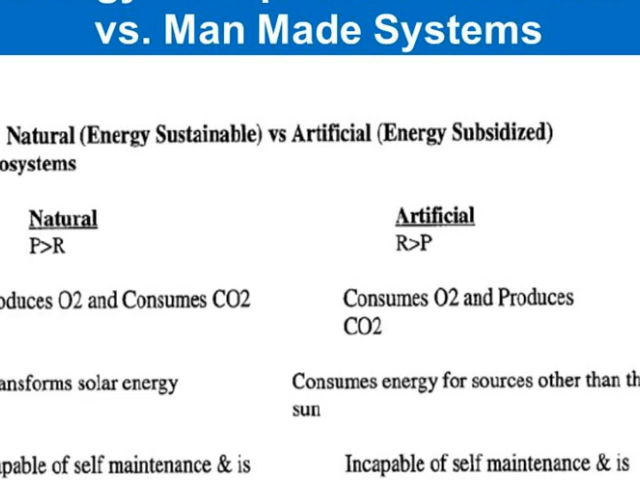 vs. Man Made Systems
Natural (Energy Sustainable) vs Artificial (Energy Subsidized)
osystems
Natural
Artificial
P>R
R>P
oduces O2 and Consumes CO2
Consumes O2 and Produces
CO2
ansforms solar energy
Consumes energy for sources other than th
sun
pable of self maintenance & is
Incapable of self maintenance & is